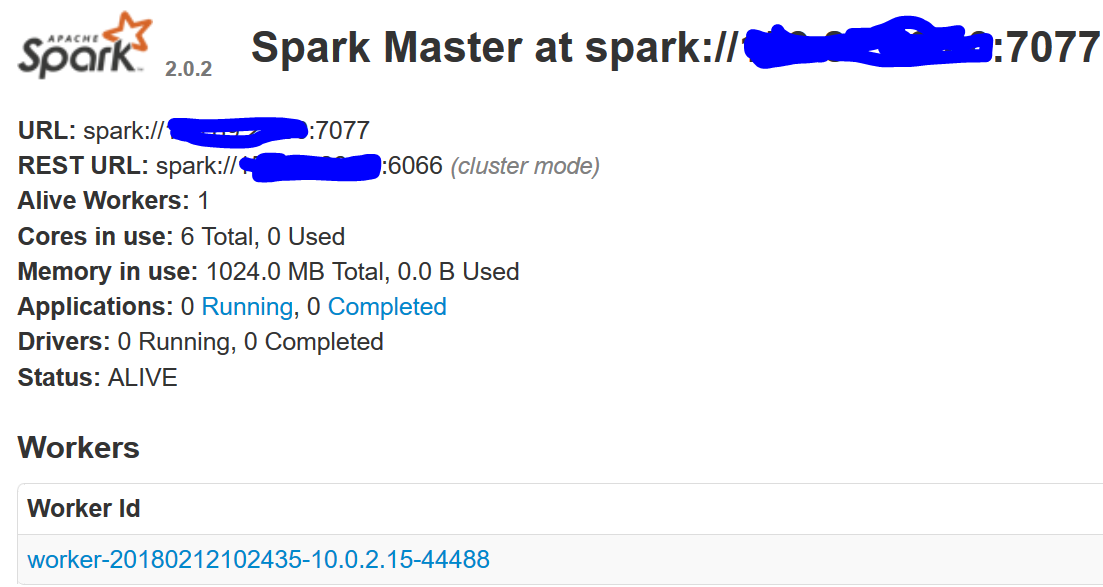 APACHE
Spark 2.0.2
Spark Master at spark:// :7077
URL: spark:// :7077
REST URL: spark:// :6066 (cluster mode)
Alive Workers: 1
Cores in use: 6 Total, 0 Used
Memory in use: 1024.0 MB Total, 0.0 B Used
Applications: 0 Running, 0 Completed
Drivers: 0 Running, 0 Completed
Status: ALIVE
Workers
Worker Id
worker-20180212102435-10.0.2.15-44488